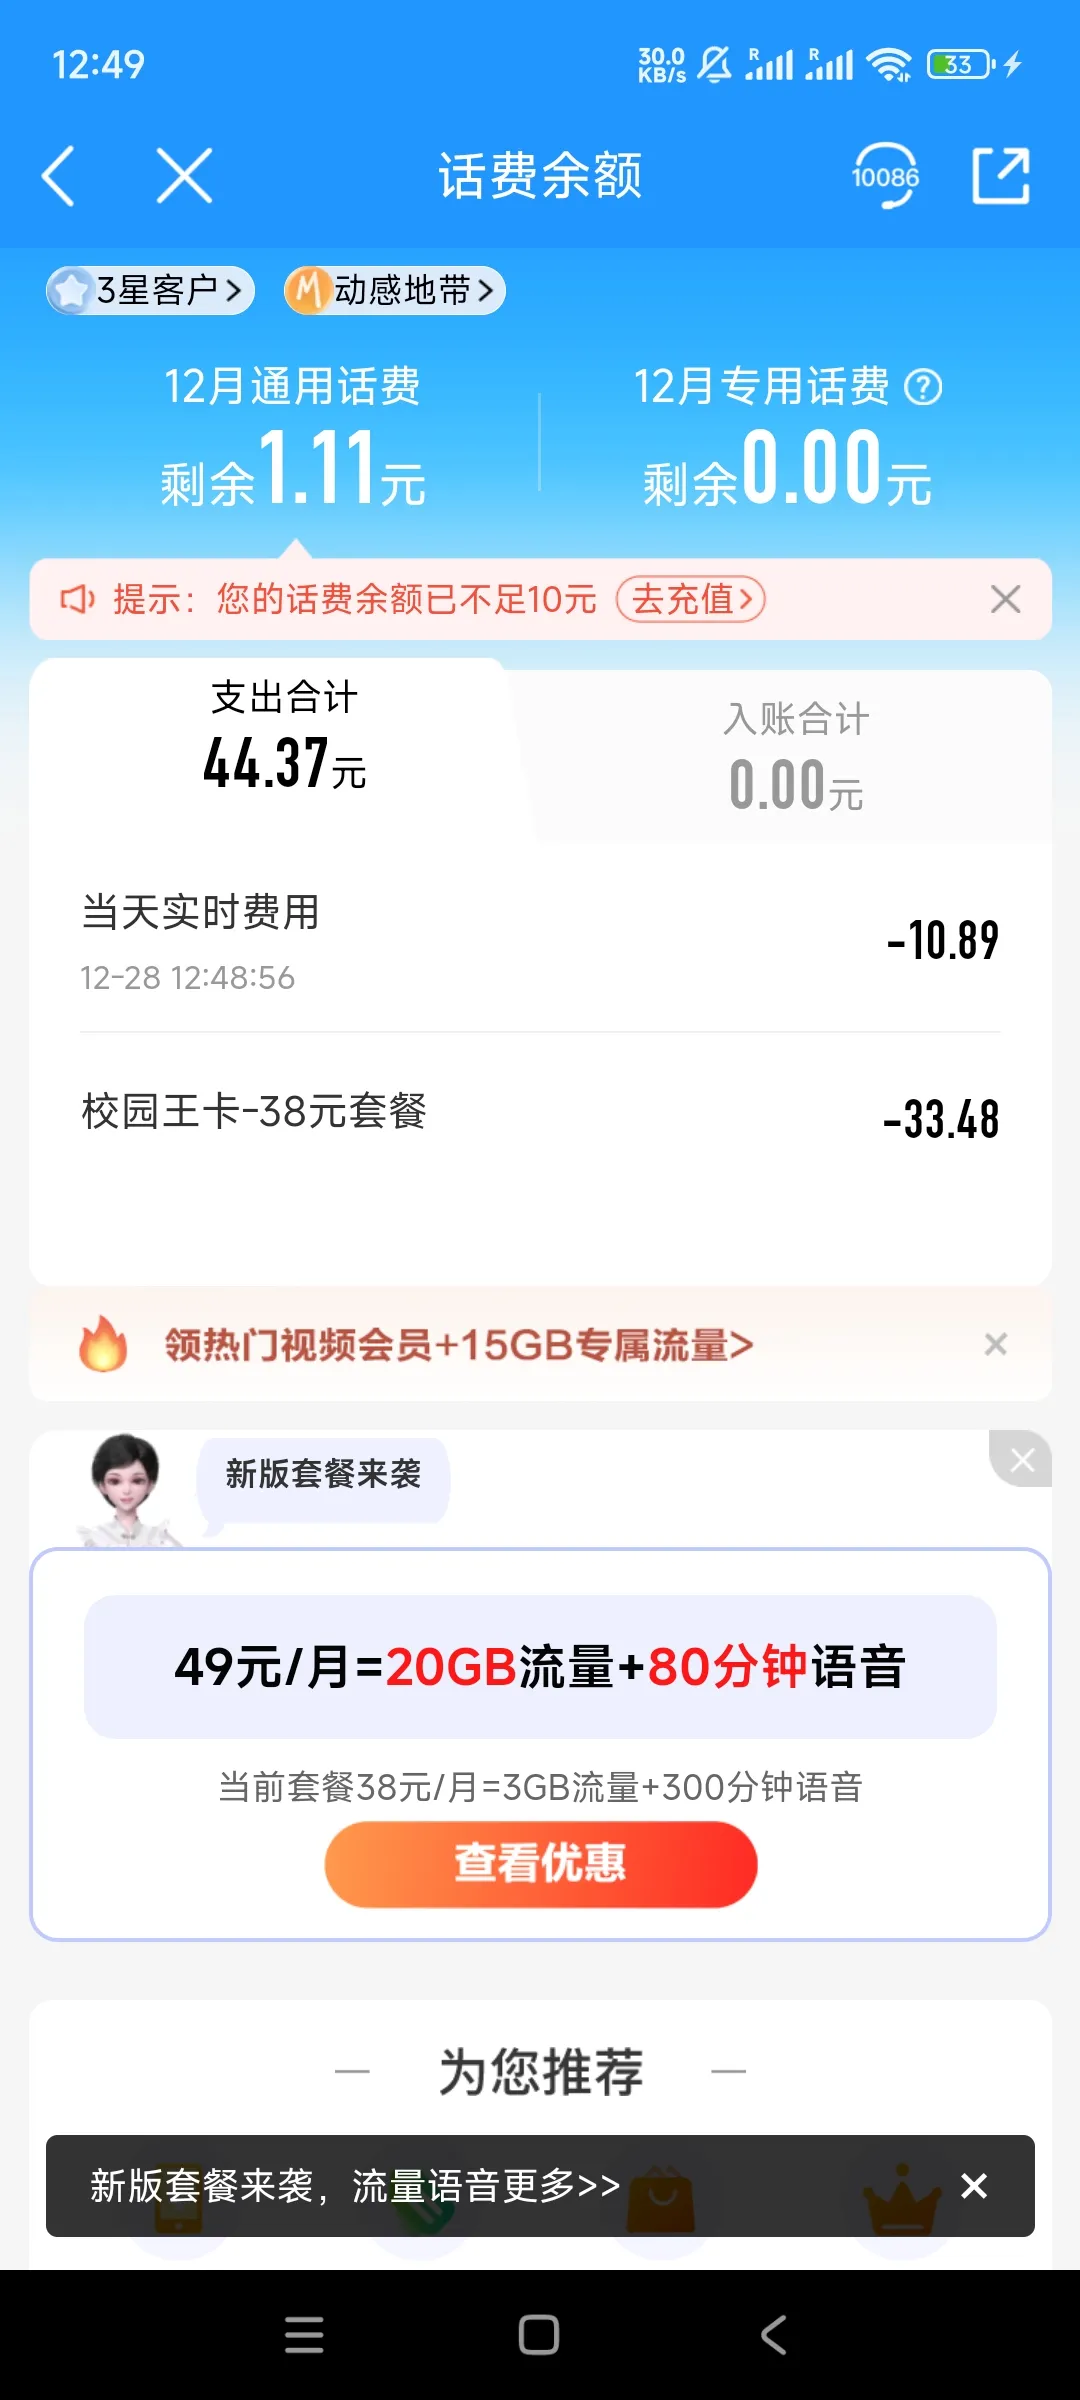 12:49
30.0
KB/s
R
R
33
话费余额
10086
3星客户>
M动感地带>
12月通用话费
12月专用话费 ?
剩余1.11元
剩余0.00元
提示：您的话费余额已不足10元 去充值>
支出合计
44.37元
入账合计
0.00元
当天实时费用
-10.89
12-28 12:48:56
校园王卡-38元套餐
-33.48
领热门视频会员+15GB专属流量>
新版套餐来袭
49元/月=20GB流量+80分钟语音
当前套餐38元/月=3GB流量+300分钟语音
查看优惠
为您推荐
新版套餐来袭，流量语音更多>>